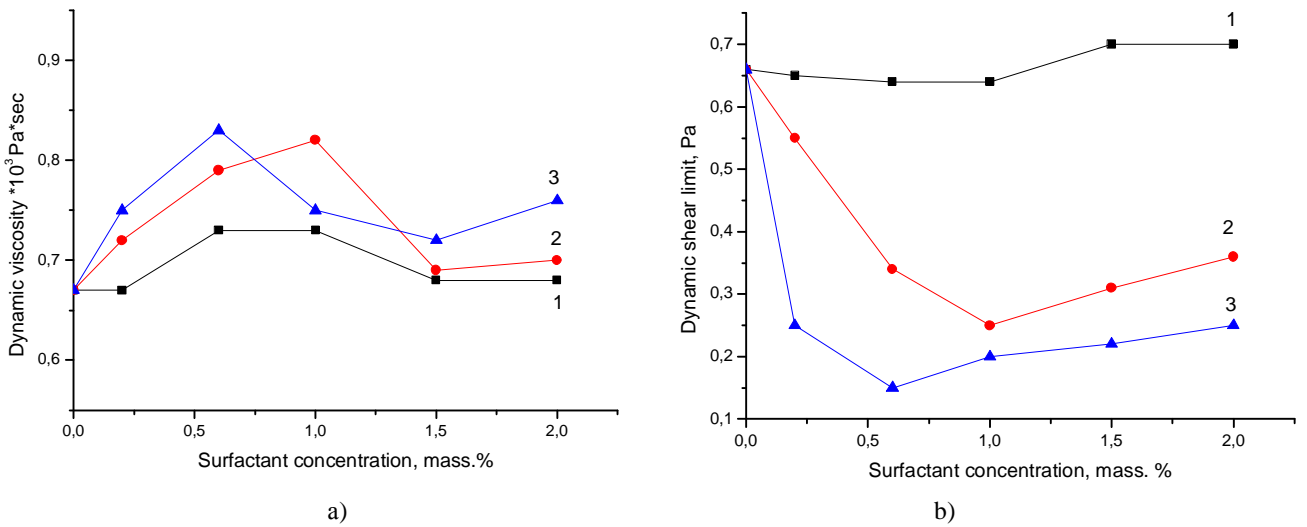 0,9
0,8
0,7
0,6
Dynamic viscosity *10³ Pa*sec
3
2
1
0,0 0,5 1,0 1,5 2,0
Surfactant concentration, mass.%
a)
0,7
0,6
0,5
0,4
0,3
0,2
0,1
Dynamic shear limit, Pa
1
2
3
0,0 0,5 1,0 1,5 2,0
Surfactant concentration, mass. %
b)